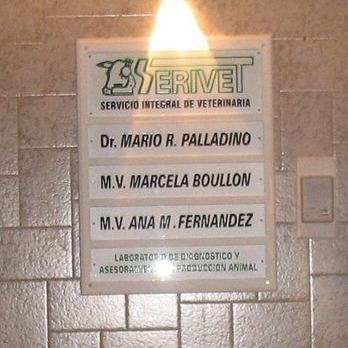 SERIVET
SERVICIO INTEGRAL DE VETERINARIA
Dr. MARIO R. PALLADINO
M.V. MARCELA BOULLON
M.V. ANA M. FERNANDEZ
LABORATORIO DE DIAGNOSTICO Y
ASESORAMIENTO EN PRODUCCION ANIMAL